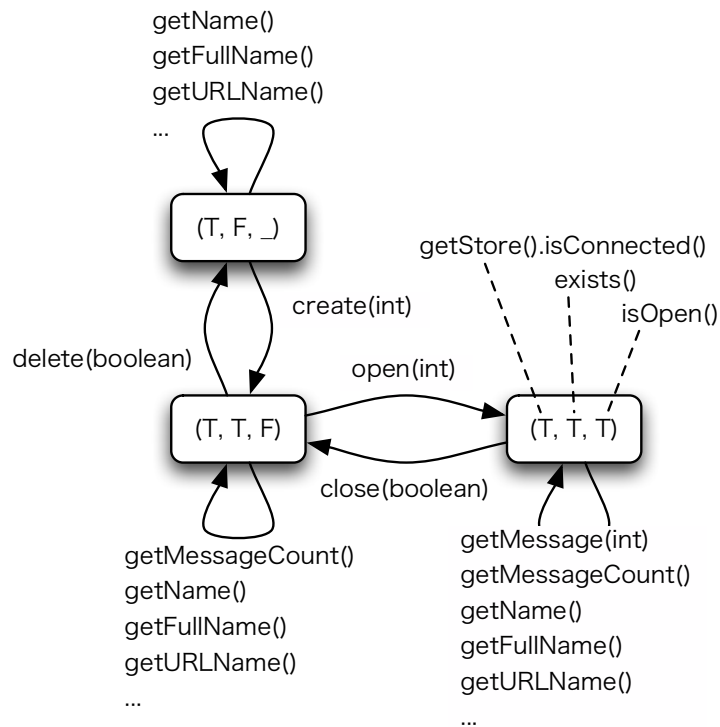 getName()
getFullName()
getURLName()
...
(T, F, _)
getStore().isConnected()
exists()
isOpen()
create(int)
delete(boolean)
open(int)
(T, T, F)
(T, T, T)
close(boolean)
getMessageCount()
getName()
getFullName()
getURLName()
...
getMessage(int)
getMessageCount()
getName()
getFullName()
getURLName()
...